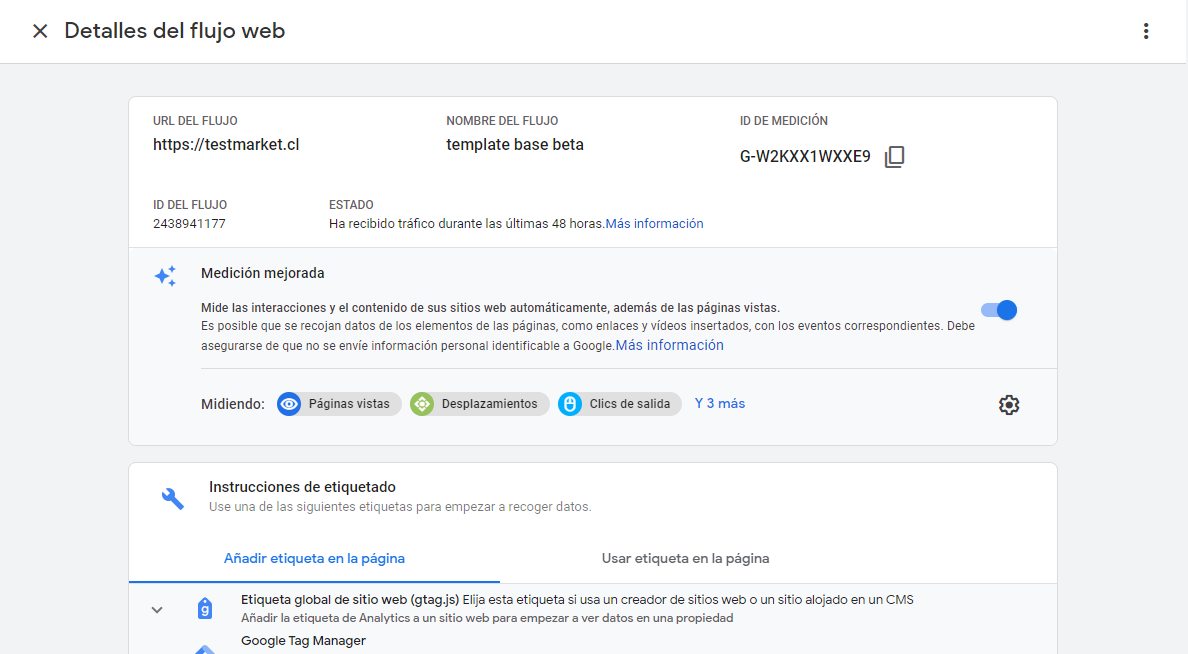 Detalles del flujo web
URL DEL FLUJO
https://testmarket.cl
NOMBRE DEL FLUJO
template base beta
ID DE MEDICIÓN
G-W2KXX1WXXE9
ID DEL FLUJO
2438941177
ESTADO
Ha recibido tráfico durante las últimas 48 horas.Más información
Medición mejorada
Mide las interacciones y el contenido de sus sitios web automáticamente, además de las páginas vistas.
Es posible que se recojan datos de los elementos de las páginas, como enlaces y vídeos insertados, con los eventos correspondientes. Debe
asegurarse de que no se envíe información personal identificable a Google.Más información
Midiendo: Páginas vistas Desplazamientos Clics de salida Y 3 más
Instrucciones de etiquetado
Use una de las siguientes etiquetas para empezar a recoger datos.
Añadir etiqueta en la página Usar etiqueta en la página
g
Etiqueta global de sitio web (gtag.js) Elija esta etiqueta si usa un creador de sitios web o un sitio alojado en un CMS
Añadir la etiqueta de Analytics a un sitio web para empezar a ver datos en una propiedad
Google Tag Manager